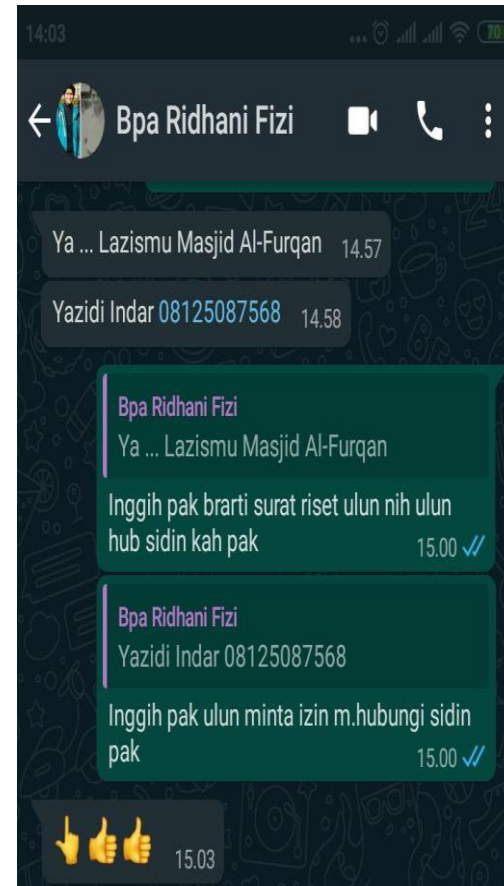 14:03
... 70
Bpa Ridhani Fizi
Ya ... Lazismu Masjid Al-Furqan 14.57
Yazidi Indar 08125087568 14.58
Bpa Ridhani Fizi
Ya ... Lazismu Masjid Al-Furqan
Inggih pak brarti surat riset ulun nih ulun
hub sidin kah pak 15.00
Bpa Ridhani Fizi
Yazidi Indar 08125087568
Inggih pak ulun minta izin m.hubungi sidin
pak 15.00
👆👍👍 15.03